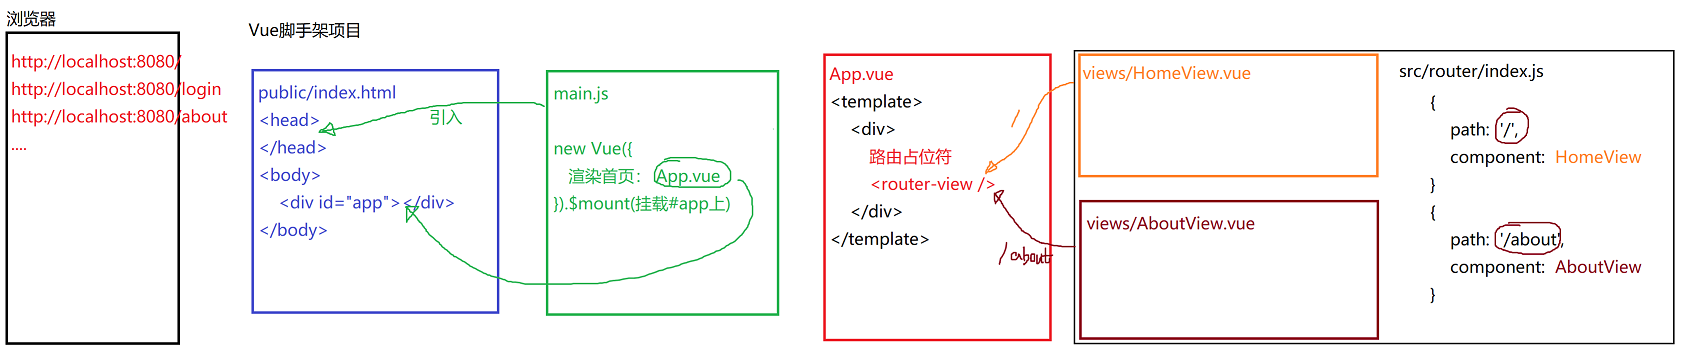 浏览器
http://localhost:8080/
http://localhost:8080/login
http://localhost:8080/about
....
Vue脚手架项目
public/index.html
<head>
</head>
<body>
<div id="app"></div>
</body>
引入
main.js
new Vue({
渲染首页： App.vue
}).$mount(挂载#app上)
App.vue
<template>
<div>
路由占位符
<router-view />
</div>
</template>
/
/about
views/HomeView.vue
views/AboutView.vue
src/router/index.js
{
path: '/',
component: HomeView
}
{
path: '/about',
component: AboutView
}